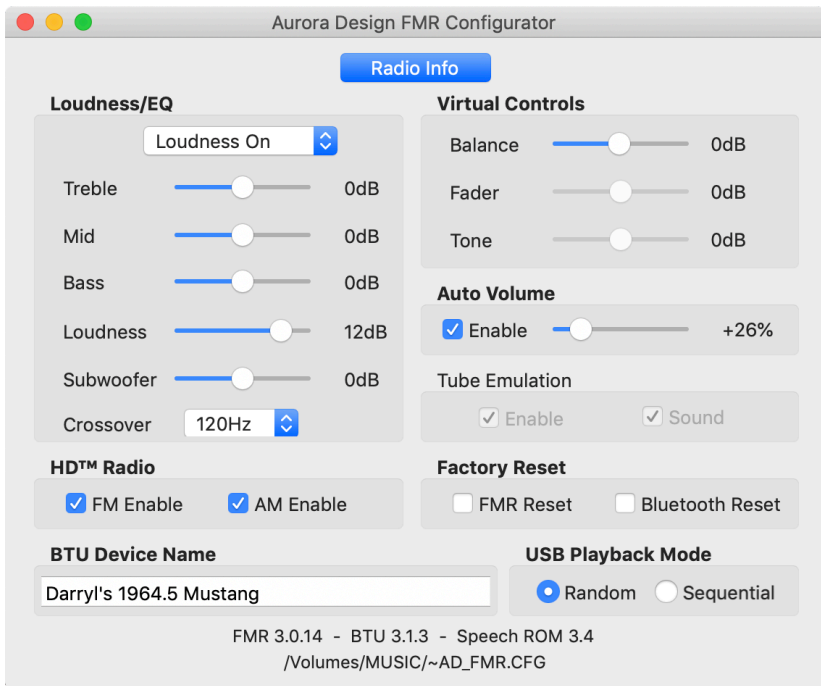 Aurora Design FMR Configurator
Radio Info
Loudness/EQ
Loudness On
Treble 0dB
Mid 0dB
Bass 0dB
Loudness 12dB
Subwoofer 0dB
Crossover 120Hz
Virtual Controls
Balance 0dB
Fader 0dB
Tone 0dB
Auto Volume
Enable +26%
Tube Emulation
Enable Sound
HD™ Radio
FM Enable AM Enable
Factory Reset
FMR Reset Bluetooth Reset
BTU Device Name
Darryl's 1964.5 Mustang
USB Playback Mode
Random Sequential
FMR 3.0.14 - BTU 3.1.3 - Speech ROM 3.4
/Volumes/MUSIC/~AD_FMR.CFG